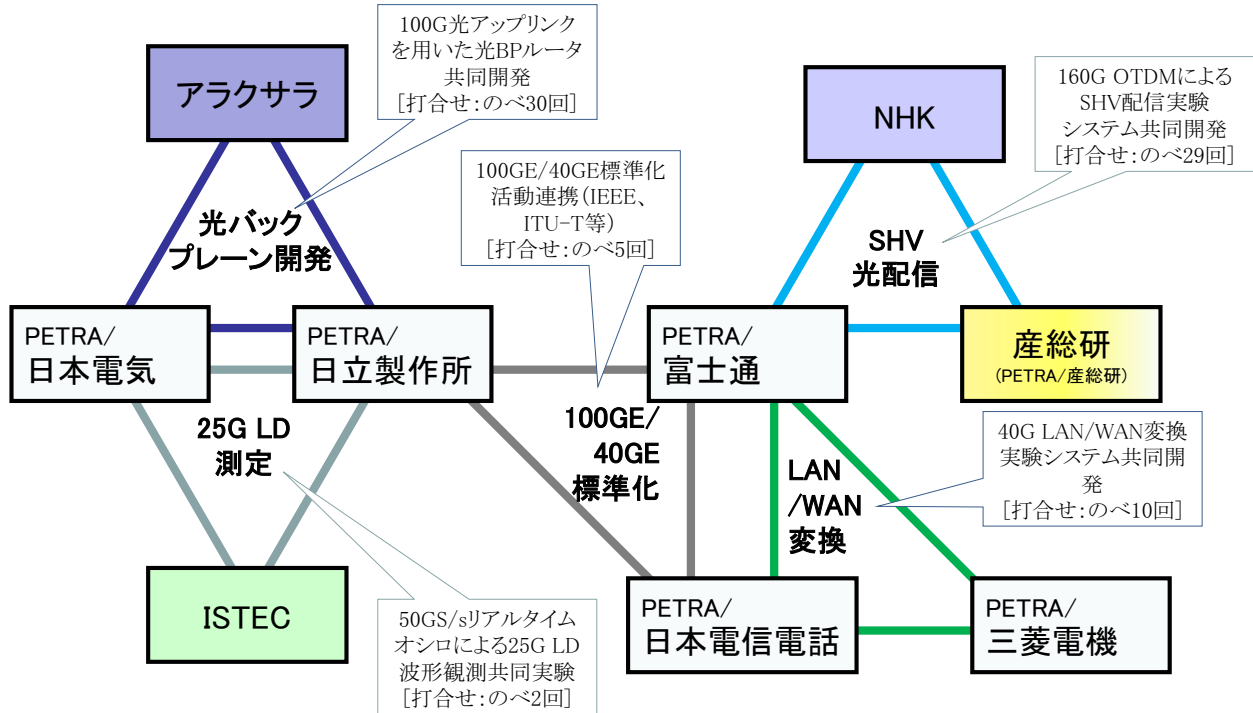 100G光アップリンク
を用いた光BPルータ
共同開発
[打合せ:のべ30回]
アラクサラ
NHK
160G OTDMによる
SHV配信実験
システム共同開発
[打合せ:のべ29回]
100GE/40GE標準化
活動連携(IEEE、
ITU-T等)
[打合せ:のべ5回]
光バック
プレーン開発
SHV
光配信
PETRA/
日本電気
PETRA/
日立製作所
PETRA/
富士通
産総研
(PETRA/産総研)
25G LD
測定
100GE/
40GE
標準化
LAN
/WAN
変換
40G LAN/WAN変換
実験システム共同開
発
[打合せ:のべ10回]
ISTEC
50GS/sリアルタイム
オシロによる25G LD
波形観測共同実験
[打合せ:のべ2回]
PETRA/
日本電信電話
PETRA/
三菱電機